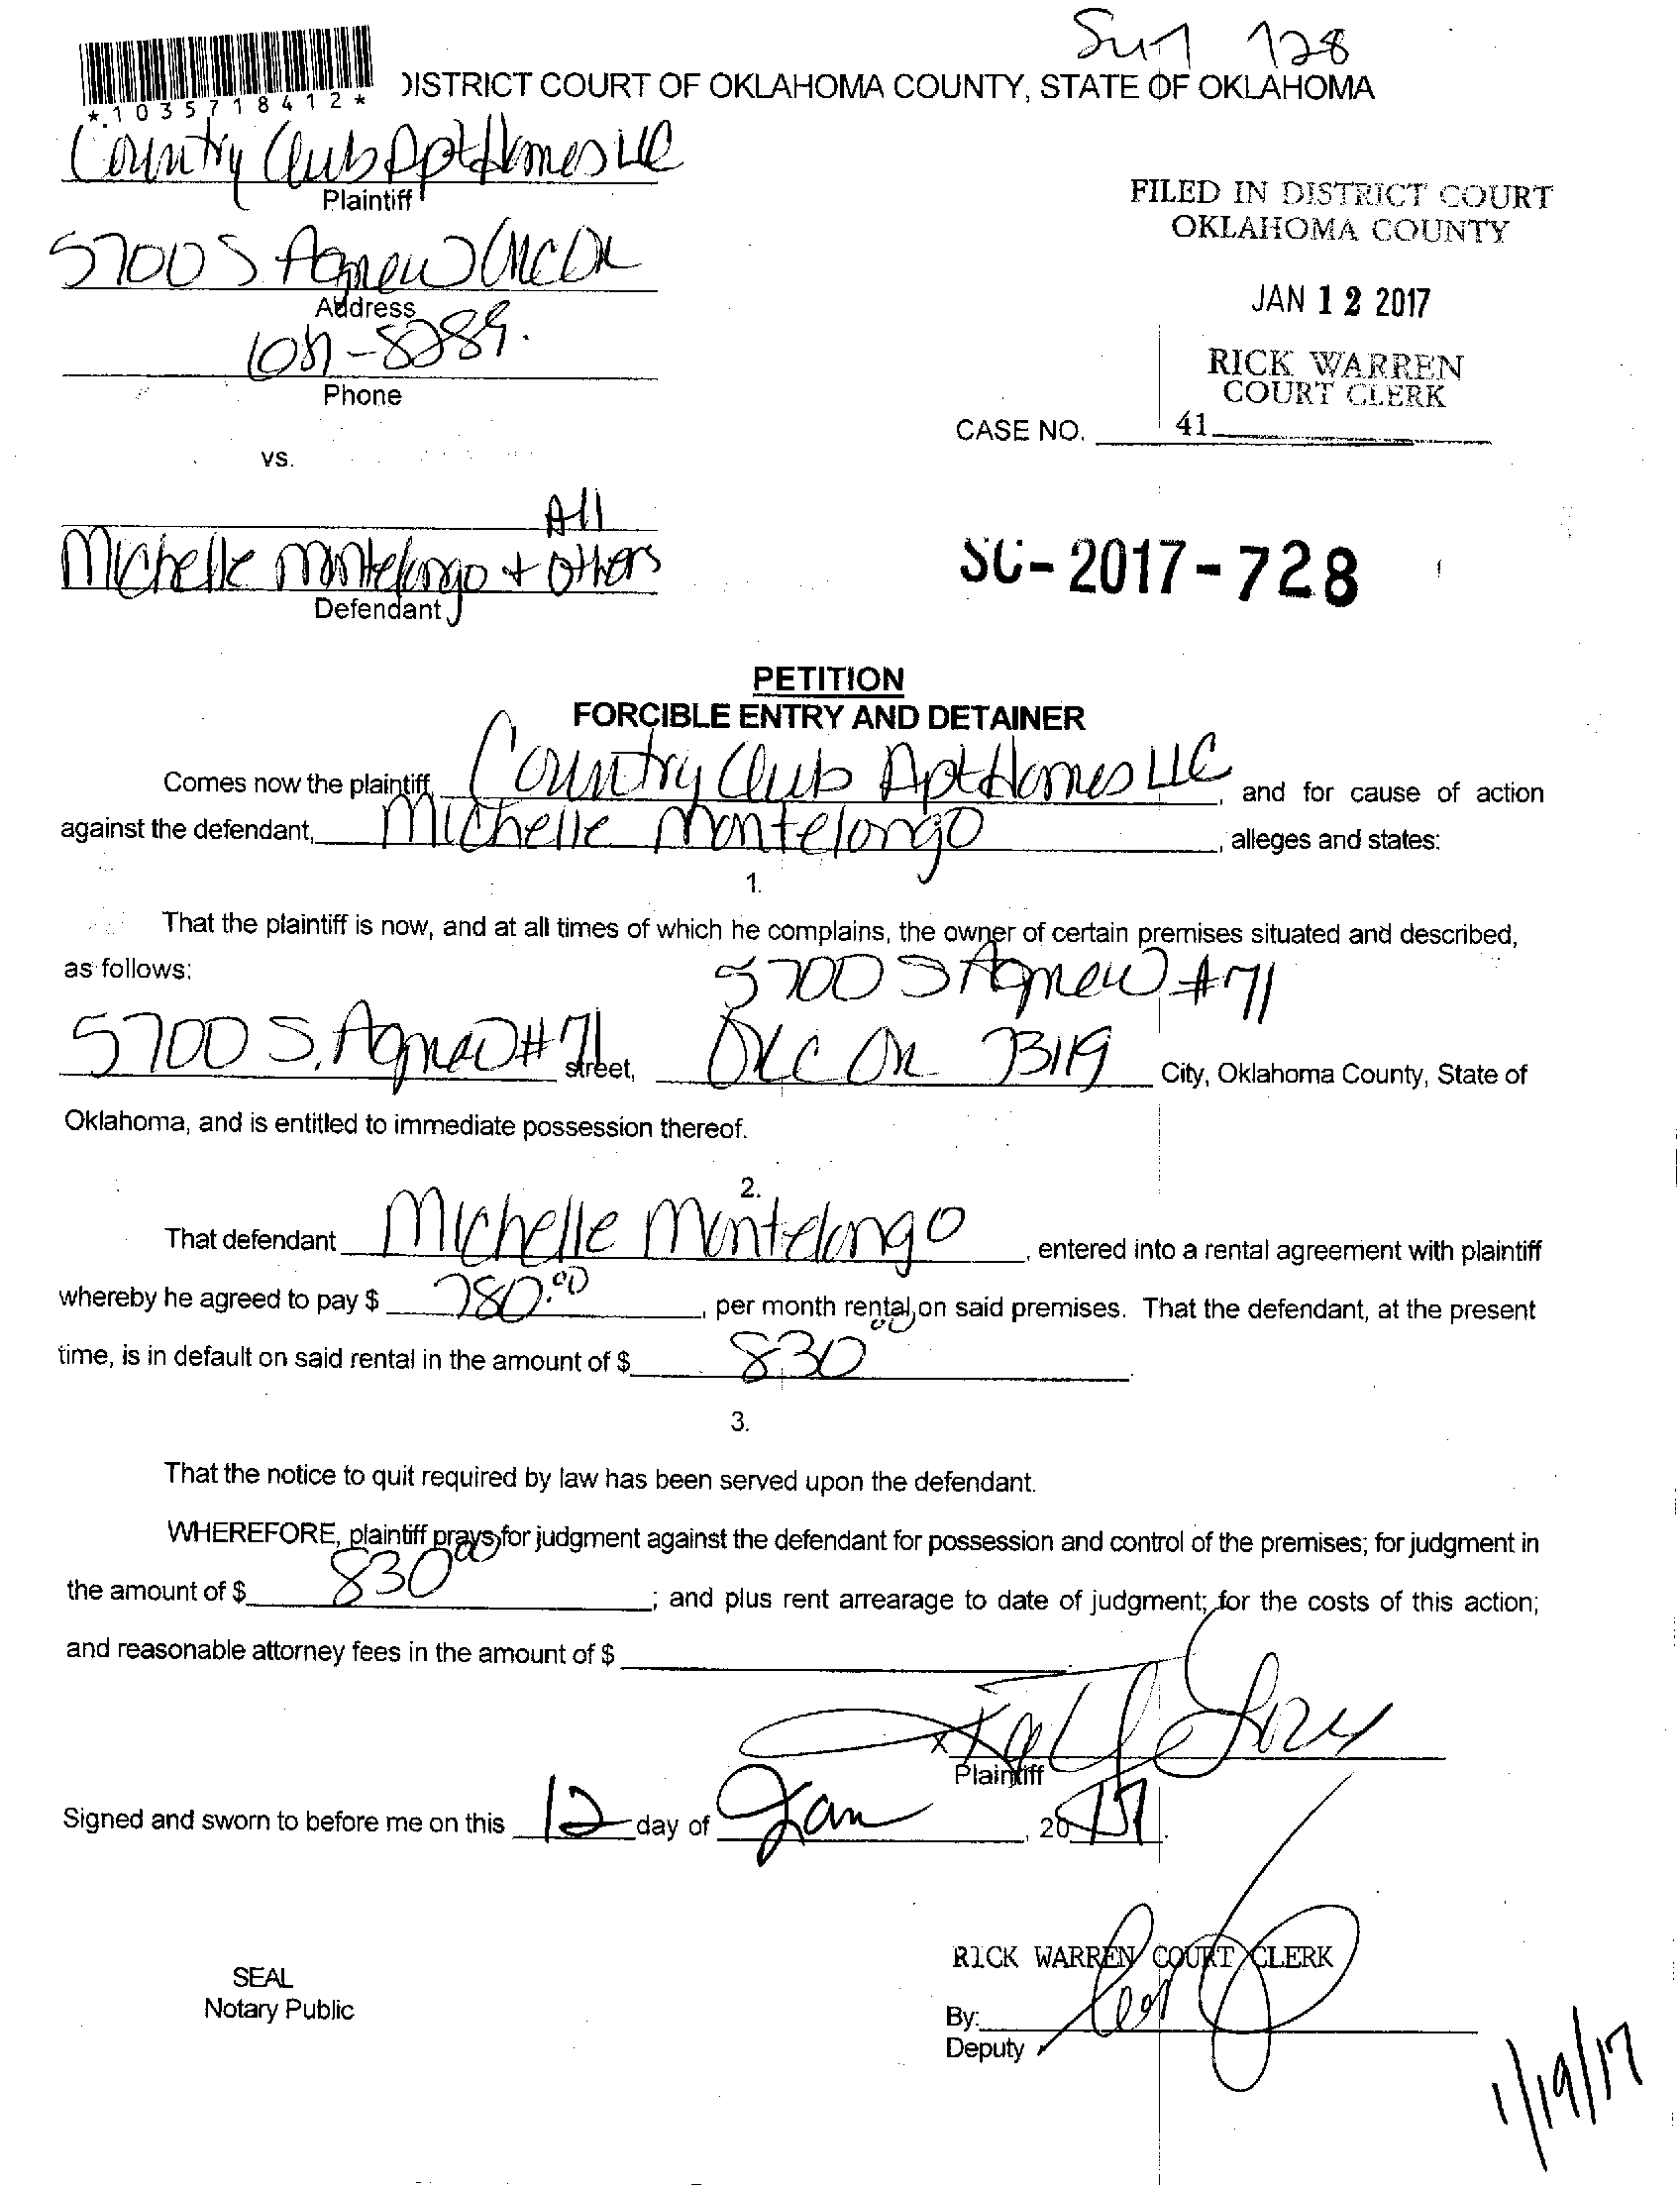 *1035718412*
DISTRICT COURT OF OKLAHOMA COUNTY, STATE OF OKLAHOMA
Country Club Apt Homes LLC
Plaintiff
5700 S Agnew OKC OK
Address
Phone
FILED IN DISTRICT COURT
OKLAHOMA COUNTY
JAN 12 2017
RICK WARREN
COURT CLERK
CASE NO. 41
vs.
All
Michelle Montelongo + Others
Defendant
SC-2017-728
PETITION
FORCIBLE ENTRY AND DETAINER
Comes now the plaintiff, Country Club Apt Homes LLC, and for cause of action
against the defendant, Michelle Montelongo, alleges and states:
1.
That the plaintiff is now, and at all times of which he complains, the owner of certain premises situated and described,
as follows:
5700 S Agnew #71
5700 S. Agnew #71 street, OKC OK 73119 City, Oklahoma County, State of
Oklahoma, and is entitled to immediate possession thereof.
2.
That defendant Michelle Montelongo, entered into a rental agreement with plaintiff
whereby he agreed to pay $ 780.00, per month rental on said premises. That the defendant, at the present
time, is in default on said rental in the amount of $ 830 00.
3.
That the notice to quit required by law has been served upon the defendant.
WHEREFORE, plaintiff prays for judgment against the defendant for possession and control of the premises; for judgment in
the amount of $ 830 00; and plus rent arrearage to date of judgment; for the costs of this action;
and reasonable attorney fees in the amount of $
X
Plaintiff
Signed and sworn to before me on this 12 day of Jan, 2017.
RICK WARREN COURT CLERK
SEAL
Notary Public
By:
Deputy
1/19/17